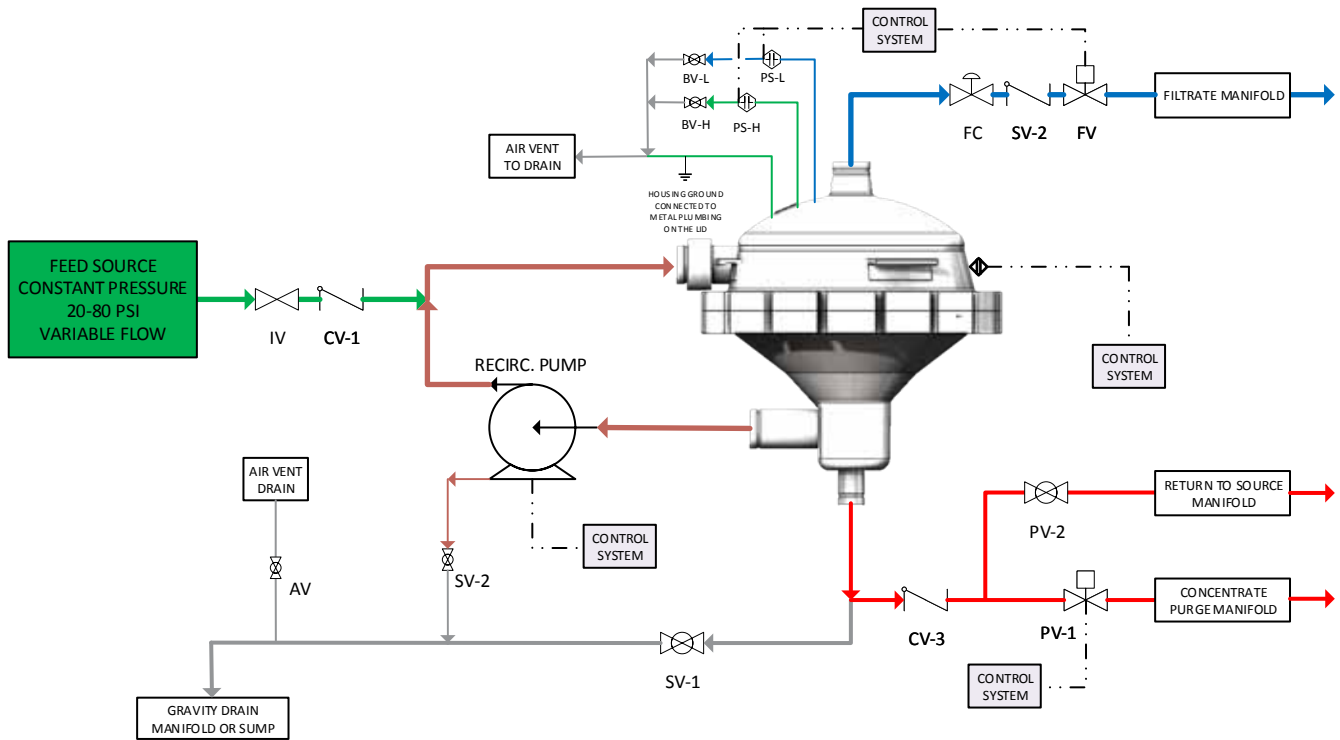 CONTROL
SYSTEM
BV-L
PS-L
BV-H
PS-H
FC
SV-2
FV
FILTRATE MANIFOLD
AIR VENT
TO DRAIN
HOUSING GROUND
CONNECTED TO
METAL PLUMBING
ON THE LID
FEED SOURCE
CONSTANT PRESSURE
20-80 PSI
VARIABLE FLOW
IV
CV-1
RECIRC. PUMP
CONTROL
SYSTEM
AIR VENT
DRAIN
AV
SV-2
CONTROL
SYSTEM
RETURN TO SOURCE
MANIFOLD
PV-2
CONCENTRATE
PURGE MANIFOLD
CV-3
PV-1
SV-1
CONTROL
SYSTEM
GRAVITY DRAIN
MANIFOLD OR SUMP